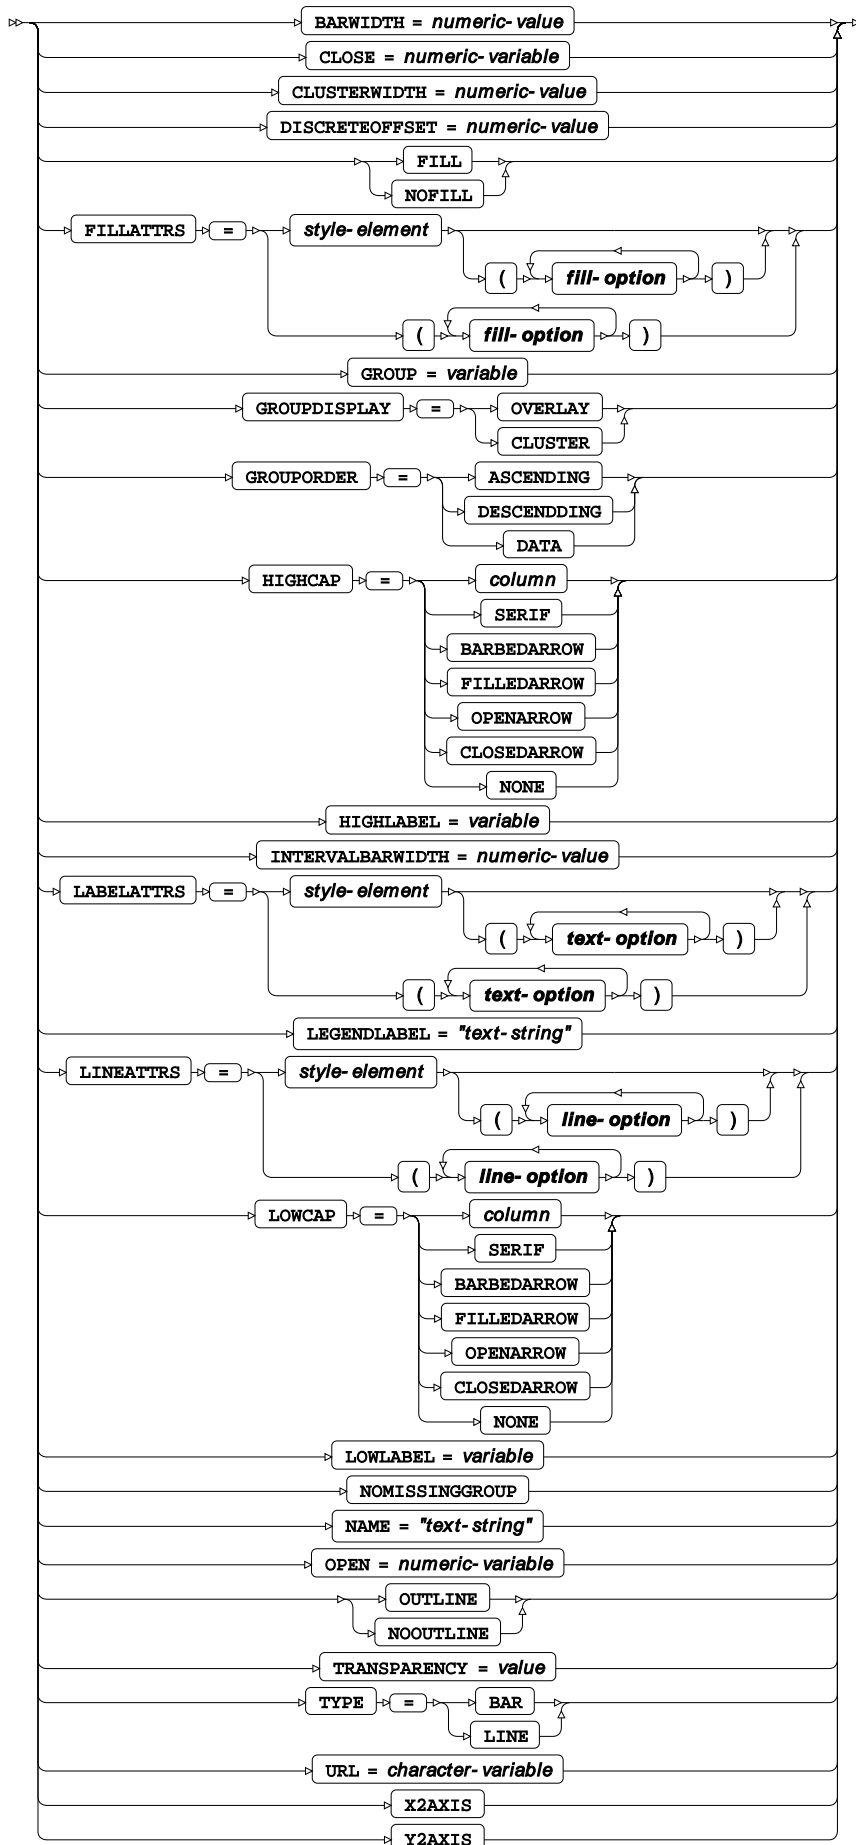 BARWIDTH = numeric-value
CLOSE = numeric-variable
CLUSTERWIDTH = numeric-value
DISCRETEOFFSET = numeric-value
FILL
NOFILL
FILLATTRS = style-element
( fill-option )
( fill-option )
GROUP = variable
GROUPDISPLAY = OVERLAY
CLUSTER
GROUPORDER = ASCENDING
DESCENDDING
DATA
HIGHCAP = column
SERIF
BARBEDARROW
FILLEDARROW
OPENARROW
CLOSEDARROW
NONE
HIGHLABEL = variable
INTERVALBARWIDTH = numeric-value
LABELATTRS = style-element
( text-option )
( text-option )
LEGENDLABEL = "text-string"
LINEATTRS = style-element
( line-option )
( line-option )
LOWCAP = column
SERIF
BARBEDARROW
FILLEDARROW
OPENARROW
CLOSEDARROW
NONE
LOWLABEL = variable
NOMISSINGGROUP
NAME = "text-string"
OPEN = numeric-variable
OUTLINE
NOOUTLINE
TRANSPARENCY = value
TYPE = BAR
LINE
URL = character-variable
X2AXIS
Y2AXIS